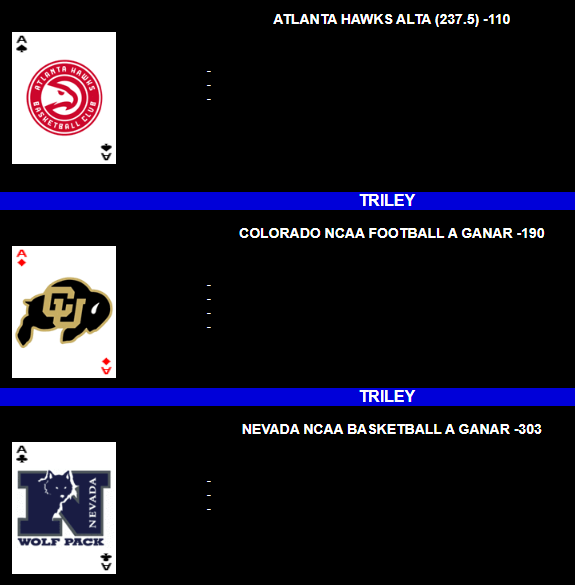 ATLANTA HAWKS ALTA (237.5) -110
A
ATLANTA HAWKS
BASKETBALL CLUB
A
-
-
-
TRILEY
COLORADO NCAA FOOTBALL A GANAR -190
A
CU
A
-
-
-
-
TRILEY
NEVADA NCAA BASKETBALL A GANAR -303
A
N
NEVADA
WOLF PACK
A
-
-
-